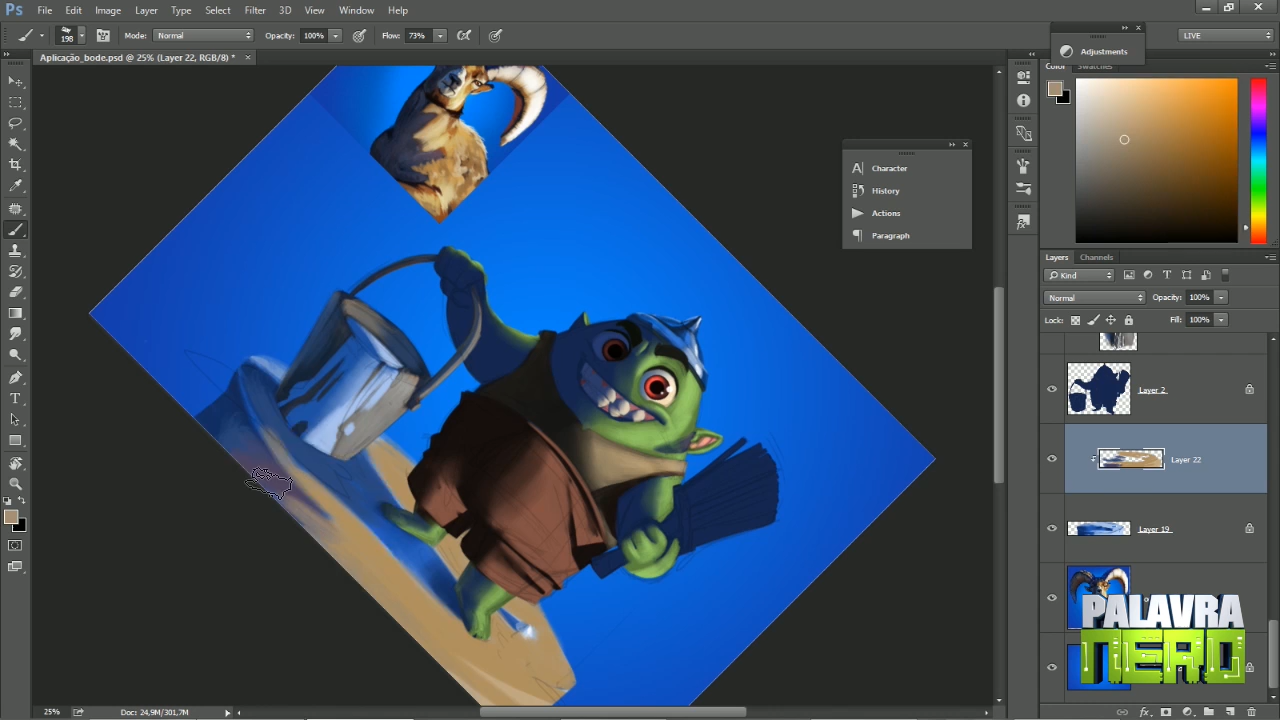 Ps File Edit Image Layer Type Select Filter 3D View Window Help
198 Mode: Normal Opacity: 100% Flow: 73% LIVE
Aplicação_bode.psd @ 25% (Layer 22, RGB/8) *
Adjustments
Color Swatches
Character
History
Actions
Paragraph
Layers Channels
Kind
Normal Opacity: 100%
Lock: Fill: 100%
Layer 2
Layer 22
Layer 19
PALAVRA
NERD
25% Doc: 24,9M/301,7M